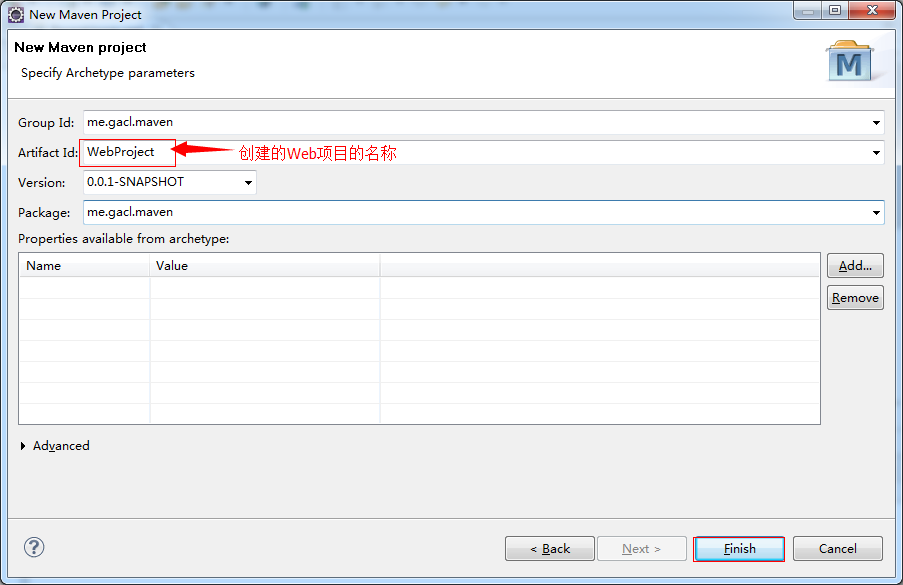 New Maven Project
New Maven project
Specify Archetype parameters
M
Group Id: me.gacl.maven
Artifact Id: WebProject 创建的Web项目的名称
Version: 0.0.1-SNAPSHOT
Package: me.gacl.maven
Properties available from archetype:
Name Value
Add...
Remove
Advanced
? < Back Next > Finish Cancel